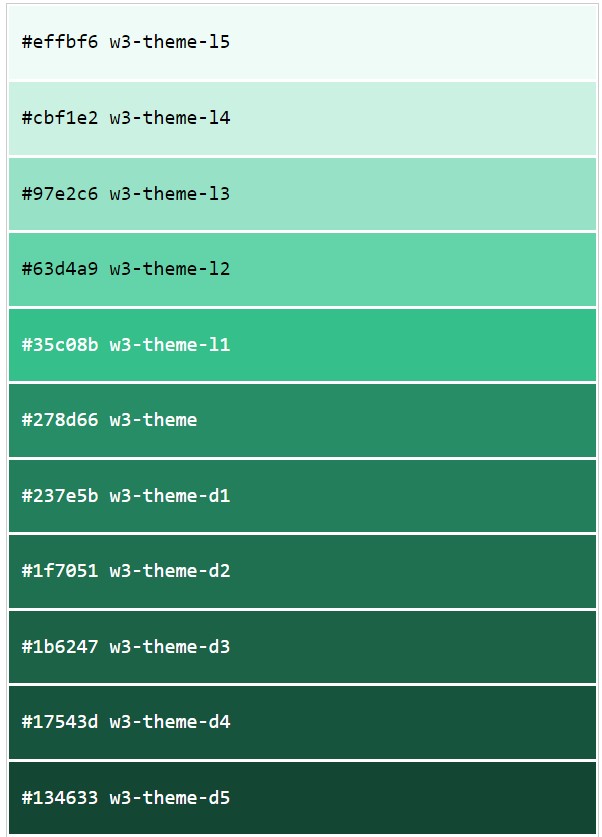 #effbf6 w3-theme-l5
#cbf1e2 w3-theme-l4
#97e2c6 w3-theme-l3
#63d4a9 w3-theme-l2
#35c08b w3-theme-l1
#278d66 w3-theme
#237e5b w3-theme-d1
#1f7051 w3-theme-d2
#1b6247 w3-theme-d3
#17543d w3-theme-d4
#134633 w3-theme-d5